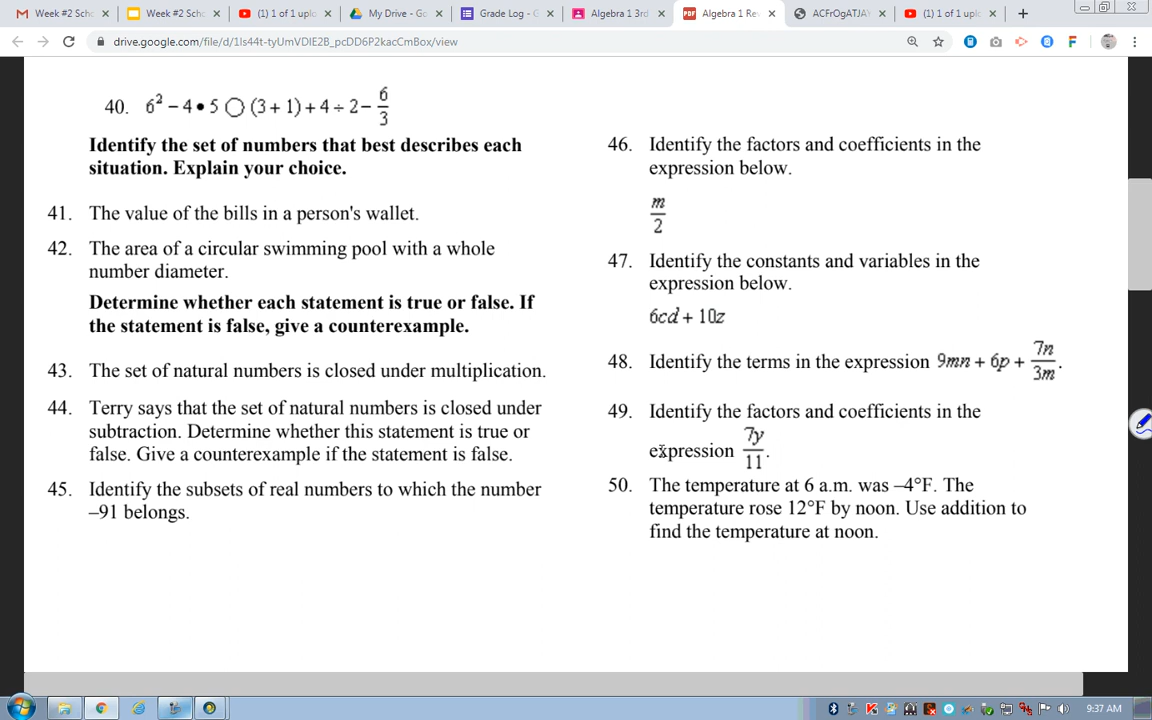 Week #2 Sch
Week #2 Sch
(1) 1 of 1 uplo
My Drive - Go
Grade Log - G
Algebra 1 3rd
PDF
Algebra 1 Re
ACFrOgATJA
(1) 1 of 1 uplo
drive.google.com/file/d/1ls44t-tyUmVDlE2B_pcDD6P2kacCmBox/view
40. 6² – 4 • 5 ◯ (3 + 1) + 4 ÷ 2 – 6/3
Identify the set of numbers that best describes each
situation. Explain your choice.
41. The value of the bills in a person's wallet.
42. The area of a circular swimming pool with a whole
number diameter.
Determine whether each statement is true or false. If
the statement is false, give a counterexample.
43. The set of natural numbers is closed under multiplication.
44. Terry says that the set of natural numbers is closed under
subtraction. Determine whether this statement is true or
false. Give a counterexample if the statement is false.
45. Identify the subsets of real numbers to which the number
–91 belongs.
46. Identify the factors and coefficients in the
expression below.
m/2
47. Identify the constants and variables in the
expression below.
6cd + 10z
48. Identify the terms in the expression 9mn + 6p + 7n/3m.
49. Identify the factors and coefficients in the
expression 7y/11.
50. The temperature at 6 a.m. was –4°F. The
temperature rose 12°F by noon. Use addition to
find the temperature at noon.
9:37 AM